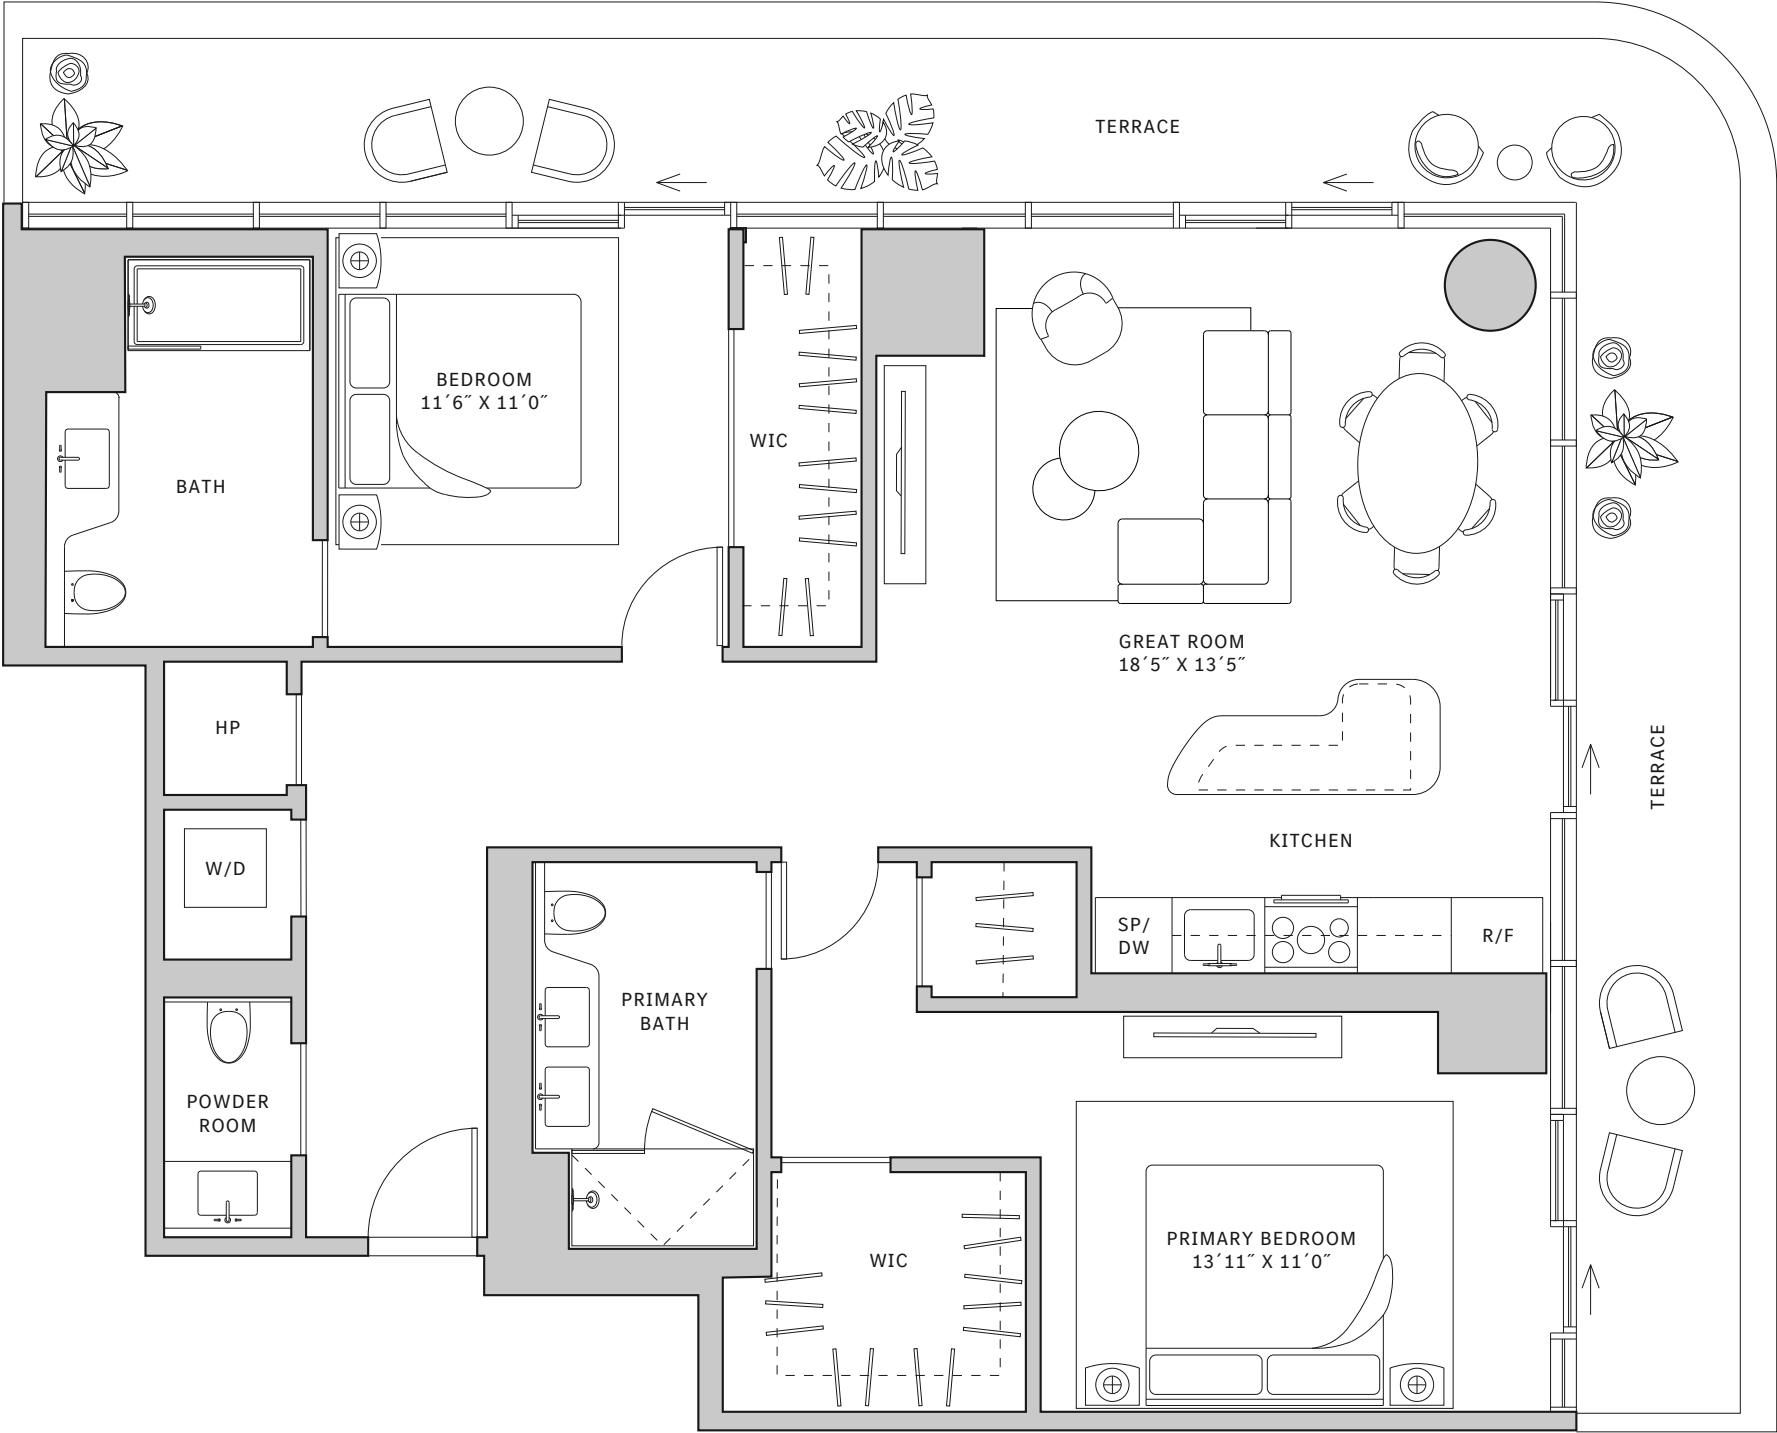 TERRACE
BEDROOM
11´6˝ X 11´0˝
WIC
BATH
GREAT ROOM
18´5˝ X 13´5˝
HP
TERRACE
KITCHEN
W/D
SP/
DW
R/F
PRIMARY
BATH
POWDER
ROOM
PRIMARY BEDROOM
13´11˝ X 11´0˝
WIC